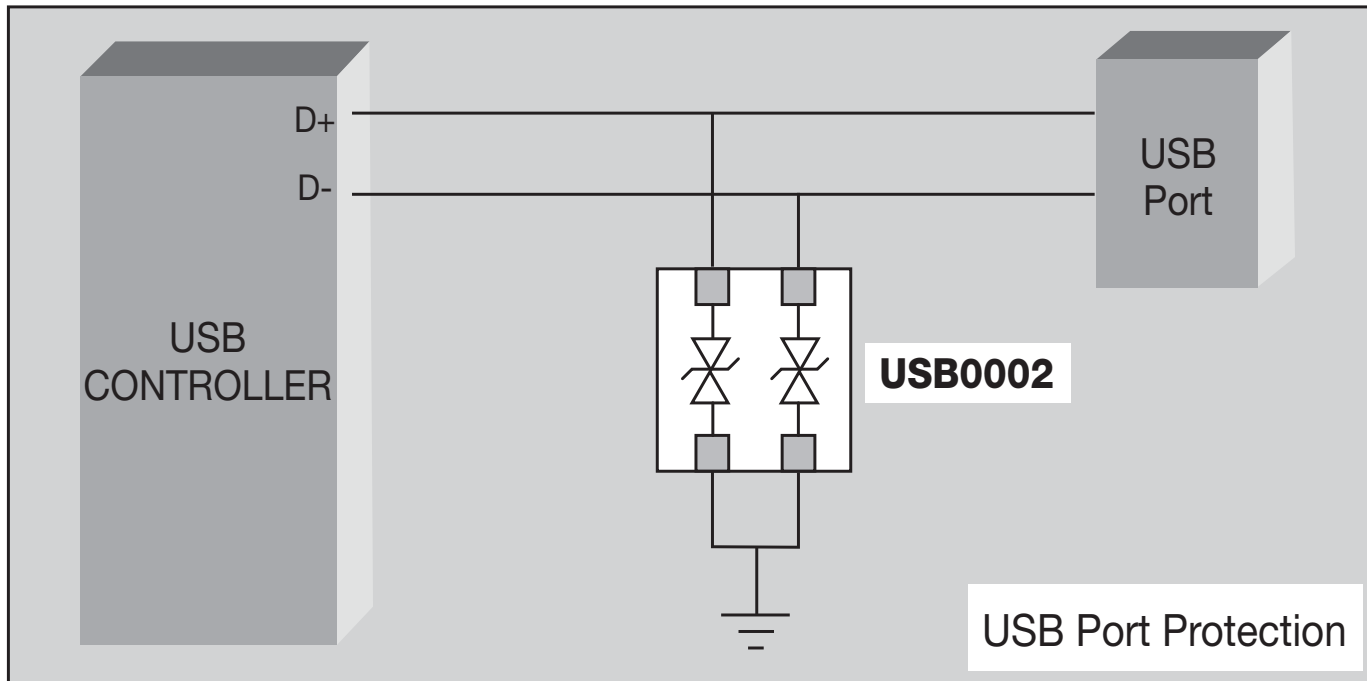 D+
D-
USB
Port
USB
CONTROLLER
USB0002
USB Port Protection